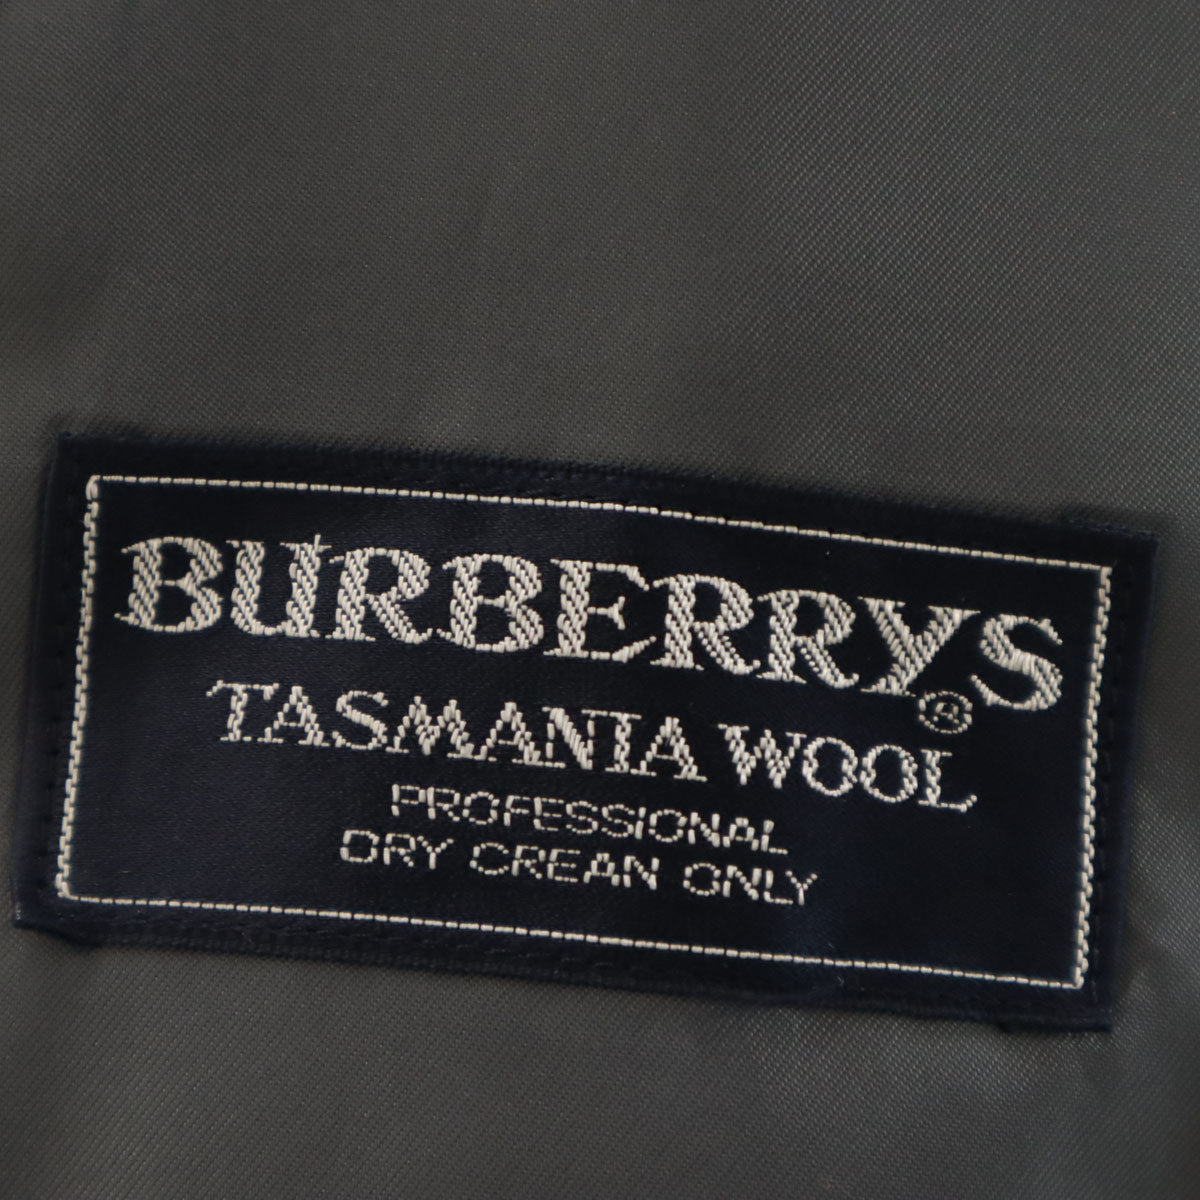 BURBERRYS®
TASMANIA WOOL
PROFESSIONAL
DRY CREAN ONLY